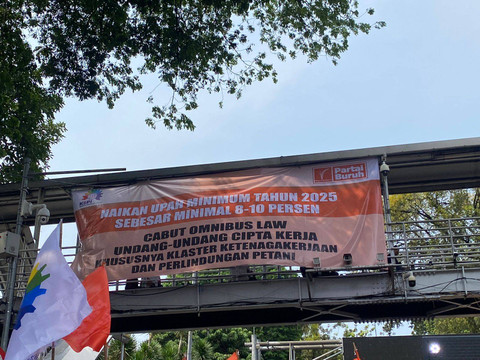 Partai
Buruh
NAIKAN UPAH MINIMUM TAHUN 2025
SEBESAR MINIMAL 8-10 PERSEN
CABUT OMNIBUS LAW
UNDANG-UNDANG CIPTA KERJA
KHUSUSNYA KLASTER KETENAGAKERJAAN
DAN PERLINDUNGAN PETANI